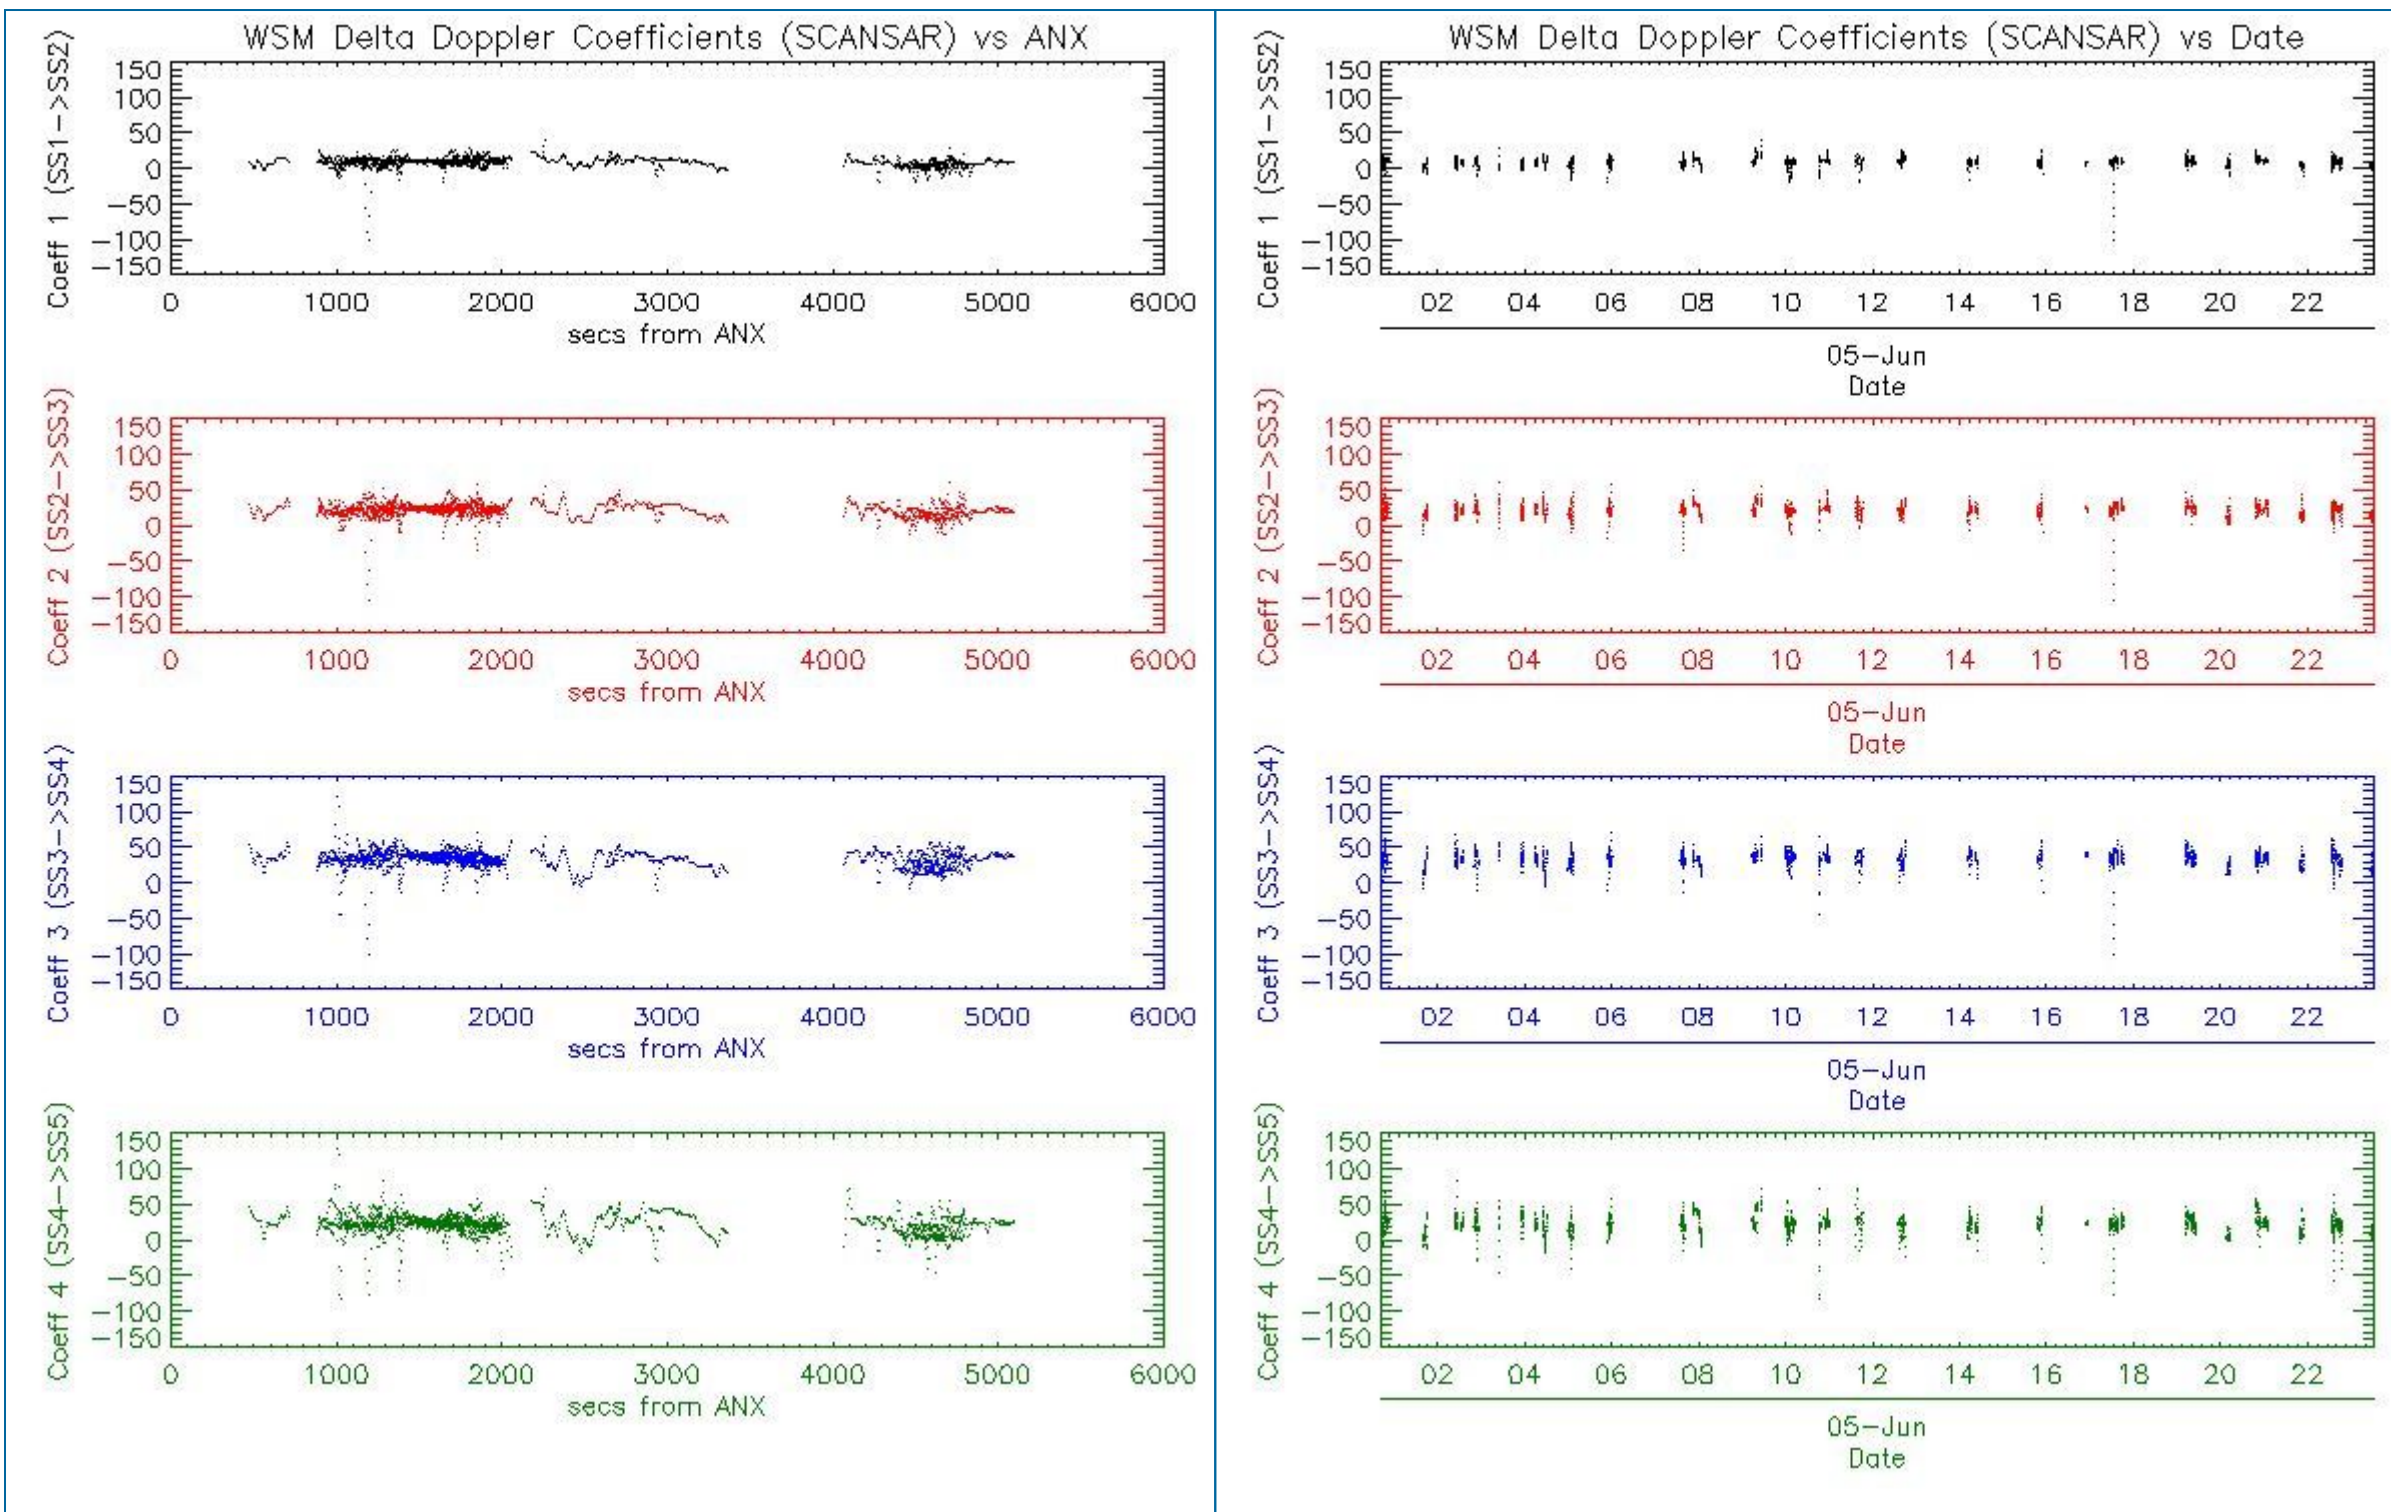 WSM Delta Doppler Coefficients (SCANSAR) vs ANX
Coeff 1 (SS1->SS2)
150
100
50
0
-50
-100
-150
0 1000 2000 3000 4000 5000 6000
secs from ANX
Coeff 2 (SS2->SS3)
150
100
50
0
-50
-100
-150
0 1000 2000 3000 4000 5000 6000
secs from ANX
Coeff 3 (SS3->SS4)
150
100
50
0
-50
-100
-150
0 1000 2000 3000 4000 5000 6000
secs from ANX
Coeff 4 (SS4->SS5)
150
100
50
0
-50
-100
-150
0 1000 2000 3000 4000 5000 6000
secs from ANX
WSM Delta Doppler Coefficients (SCANSAR) vs Date
Coeff 1 (SS1->SS2)
150
100
50
0
-50
-100
-150
02 04 06 08 10 12 14 16 18 20 22
05-Jun
Date
Coeff 2 (SS2->SS3)
150
100
50
0
-50
-100
-150
02 04 06 08 10 12 14 16 18 20 22
05-Jun
Date
Coeff 3 (SS3->SS4)
150
100
50
0
-50
-100
-150
02 04 06 08 10 12 14 16 18 20 22
05-Jun
Date
Coeff 4 (SS4->SS5)
150
100
50
0
-50
-100
-150
02 04 06 08 10 12 14 16 18 20 22
05-Jun
Date